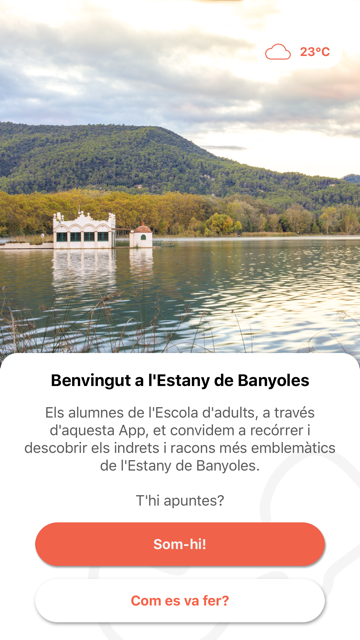 23ºC
Benvingut a l'Estany de Banyoles
Els alumnes de l'Escola d'adults, a través
d'aquesta App, et convidem a recórrer i
descobrir els indrets i racons més emblemàtics
de l'Estany de Banyoles.
T'hi apuntes?
Som-hi!
Com es va fer?